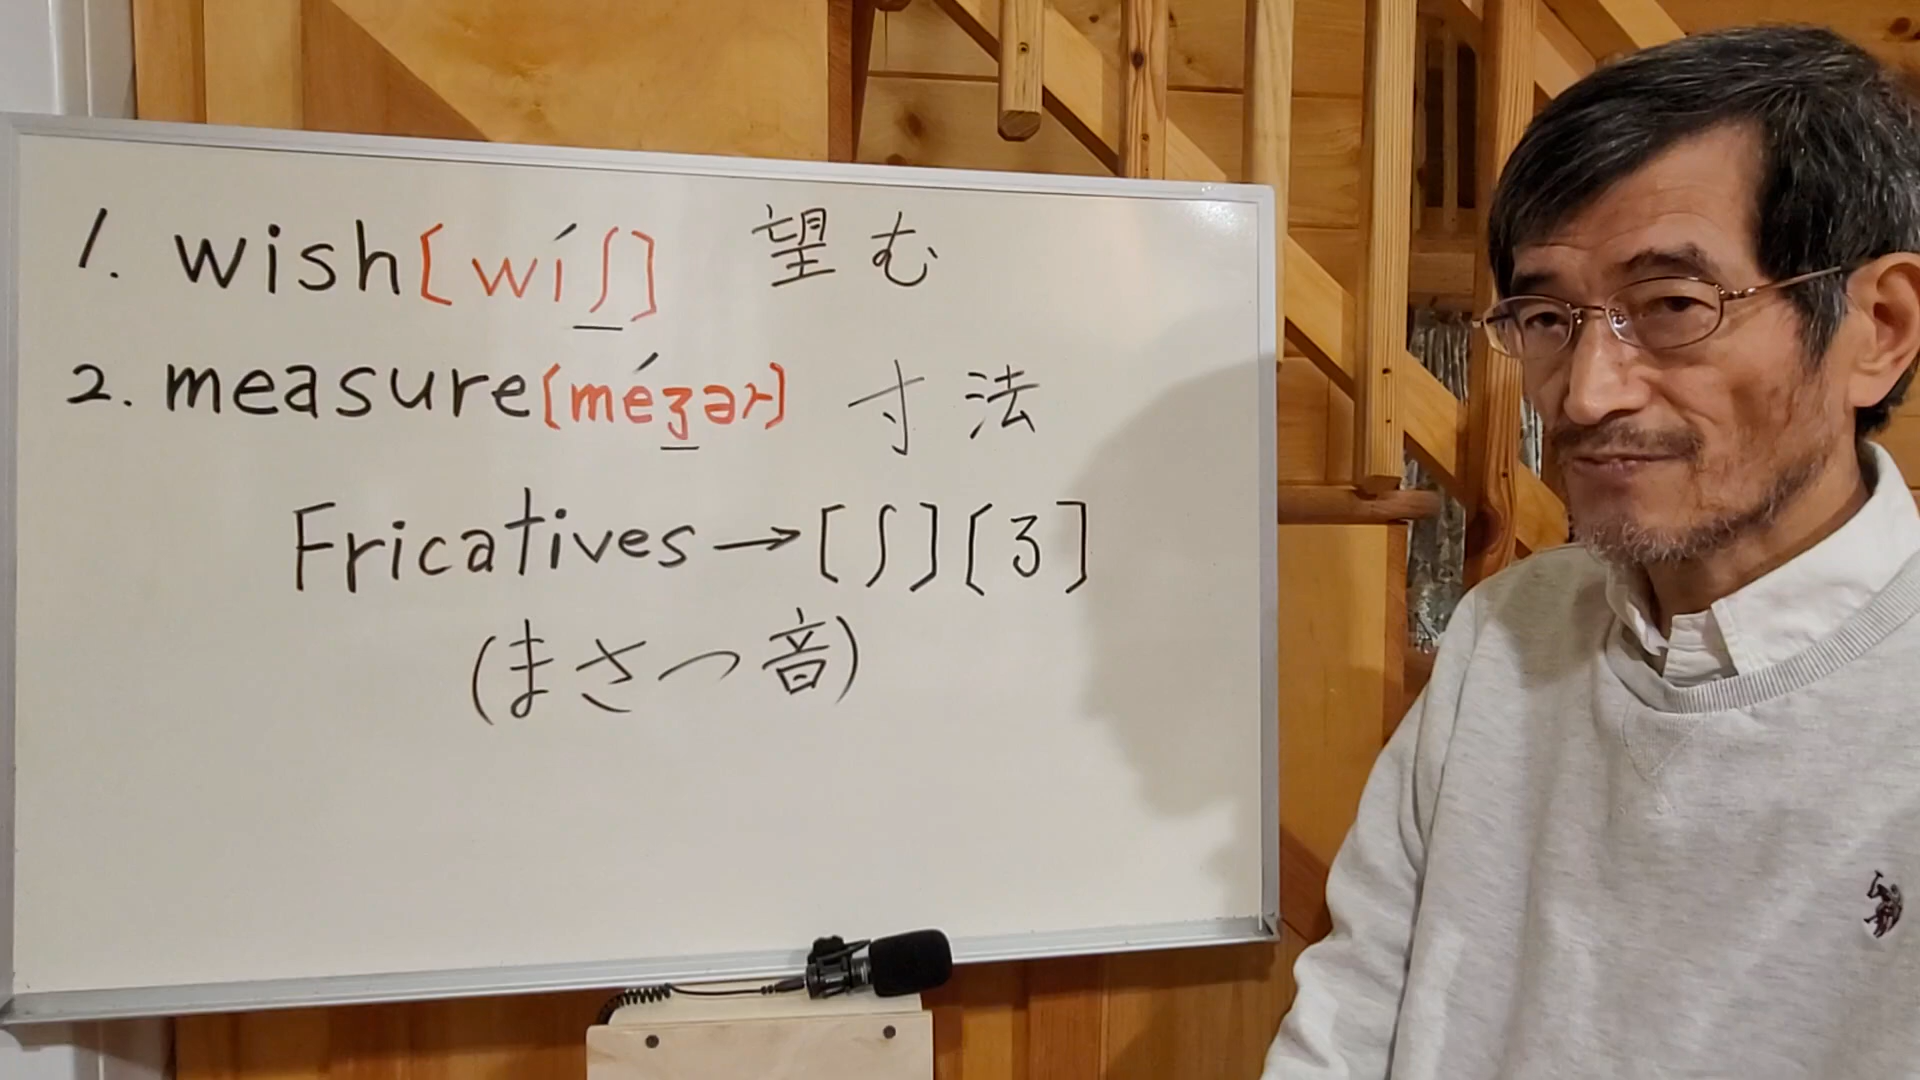 1. wish [wíʃ] 望む
2. measure [méʒər] 寸法
Fricatives → [ʃ] [ʒ]
(まさつ音)